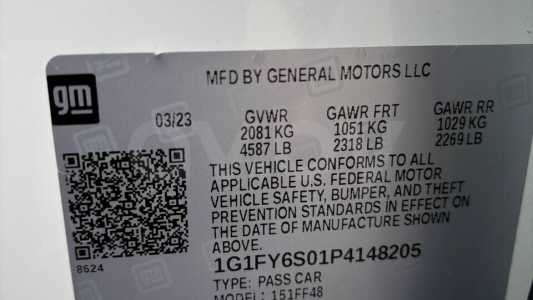 MFD BY GENERAL MOTORS LLC
gm
03/23 GVWR GAWR FRT GAWR RR
2081 KG 1051 KG 1029 KG
4587 LB 2318 LB 2269 LB
THIS VEHICLE CONFORMS TO ALL
APPLICABLE U.S. FEDERAL MOTOR
VEHICLE SAFETY, BUMPER, AND THEFT
PREVENTION STANDARDS IN EFFECT ON
THE DATE OF MANUFACTURE SHOWN
ABOVE.
8624
1G1FY6S01P4148205
TYPE: PASS CAR
MODEL: 151FF48